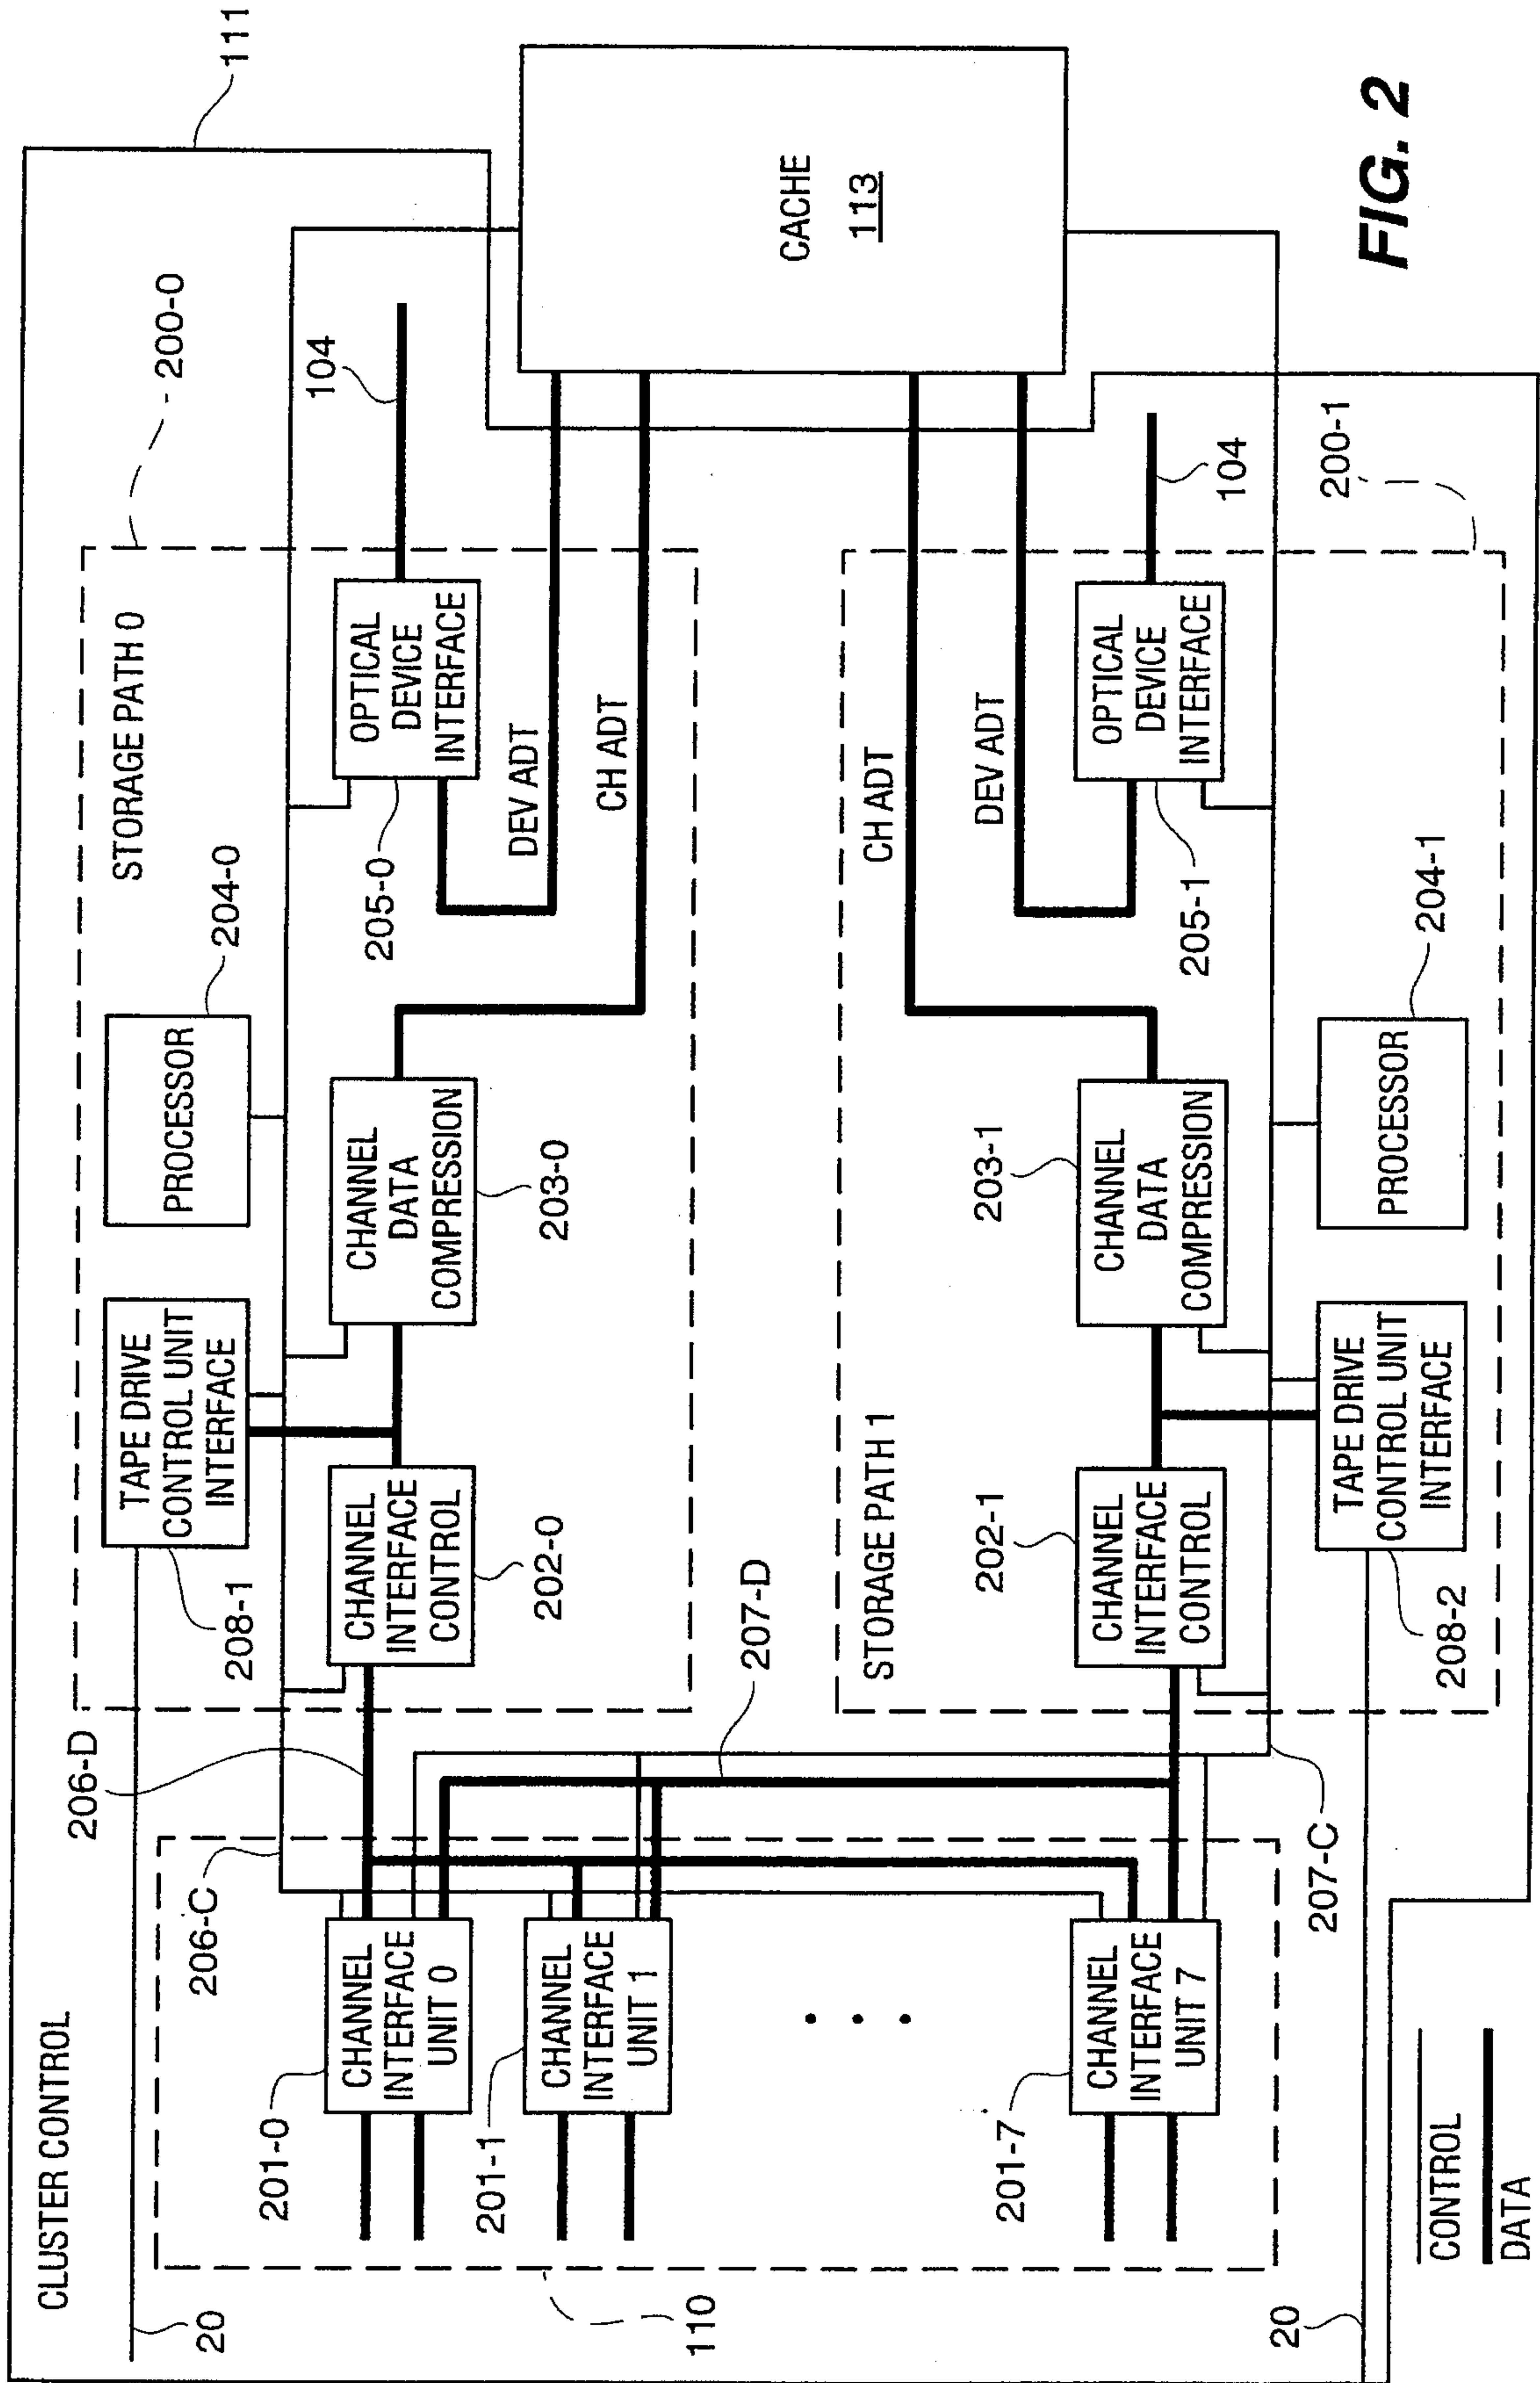 CLUSTER CONTROL
111
20
206-D
208-1
TAPE DRIVE
CONTROL UNIT
INTERFACE
PROCESSOR
204-0
STORAGE PATH 0
200-0
206-C
201-0
CHANNEL
INTERFACE
UNIT 0
CHANNEL
INTERFACE
CONTROL
202-0
CHANNEL
DATA
COMPRESSION
203-0
205-0
OPTICAL
DEVICE
INTERFACE
104
DEV ADT
CH ADT
201-1
CHANNEL
INTERFACE
UNIT 1
207-D
CACHE
113
110
STORAGE PATH 1
CH ADT
DEV ADT
201-7
CHANNEL
INTERFACE
UNIT 7
202-1
CHANNEL
INTERFACE
CONTROL
203-1
CHANNEL
DATA
COMPRESSION
205-1
OPTICAL
DEVICE
INTERFACE
104
200-1
20
207-C
208-2
TAPE DRIVE
CONTROL UNIT
INTERFACE
PROCESSOR
204-1
CONTROL
DATA
FIG. 2